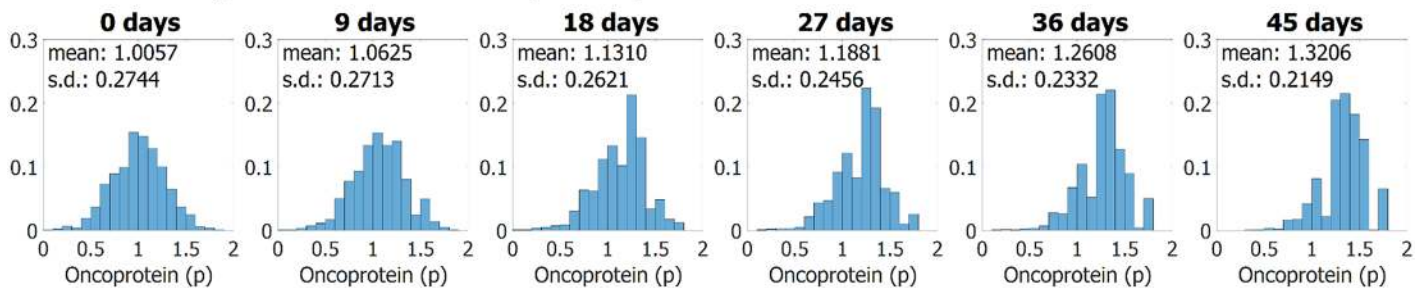 0 days
9 days
18 days
27 days
36 days
45 days
0.3
mean: 1.0057
s.d.: 0.2744
0.2
0.1
0
0 0.5 1 1.5 2
Oncoprotein (p)
0.3
mean: 1.0625
s.d.: 0.2713
0.2
0.1
0
0 0.5 1 1.5 2
Oncoprotein (p)
0.3
mean: 1.1310
s.d.: 0.2621
0.2
0.1
0
0 0.5 1 1.5 2
Oncoprotein (p)
0.3
mean: 1.1881
s.d.: 0.2456
0.2
0.1
0
0 0.5 1 1.5 2
Oncoprotein (p)
0.3
mean: 1.2608
s.d.: 0.2332
0.2
0.1
0
0 0.5 1 1.5 2
Oncoprotein (p)
0.3
mean: 1.3206
s.d.: 0.2149
0.2
0.1
0
0 0.5 1 1.5 2
Oncoprotein (p)